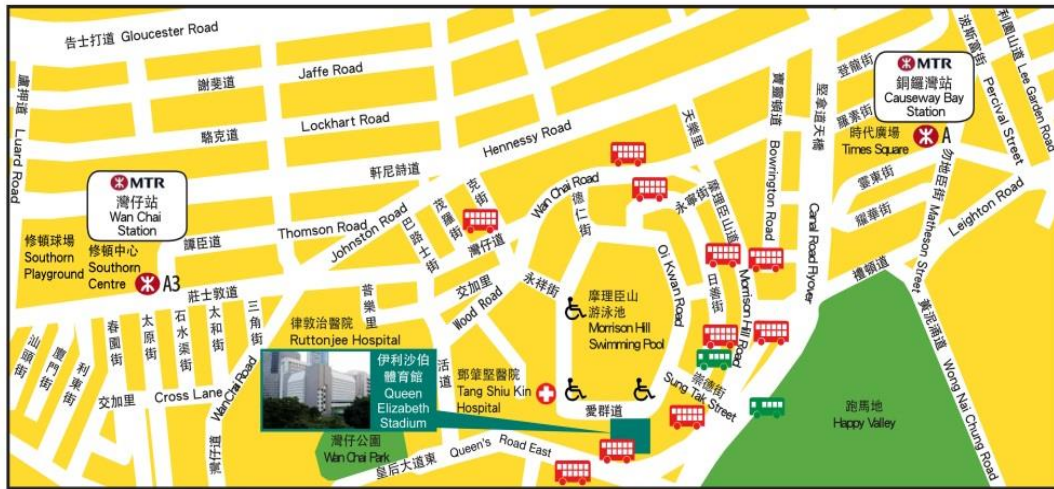 告士打道 Gloucester Road
盧押道 Luard Road
謝斐道
Jaffe Road
駱克道
Lockhart Road
軒尼詩道
Hennessy Road
MTR
灣仔站
Wan Chai
Station
修頓球場
Southorn
Playground
修頓中心
Southorn
Centre
A3
譚臣道
Thomson Road
莊士敦道
Johnston Road
巴路士街
茂蘿街
克街
灣仔道
Wan Chai Road
德仁街
天樂里
永寧街
摩理臣山道
Morrison Hill Road
寶靈頓道
Bowrington Road
堅拿道天橋
Canal Road Flyover
登龍街
羅素街
MTR
銅鑼灣站
Causeway Bay
Station
時代廣場
Times Square
A
波斯富街 Percival Street
利園山道 Lee Garden Road
勿地臣街 Matheson Street
雲東街
耀華街
Leighton Road
禮頓道
黃泥涌道 Wong Nai Chung Road
汕頭街
廈門街
利東街
春園街
太原街
石水渠街
太和街
三角街
交加里
Cross Lane
灣仔道
Wan Chai Road
普樂里
律敦治醫院
Ruttonjee Hospital
交加里
Wood Road
永祥街
活道
伊利沙伯
體育館
Queen
Elizabeth
Stadium
鄧肇堅醫院
Tang Shiu Kin
Hospital
摩理臣山
游泳池
Morrison Hill
Swimming Pool
Oi Kwan Road
日善街
崇德街
Sung Tak Street
愛群道
灣仔公園
Wan Chai Park
皇后大道東
Queen's Road East
跑馬地
Happy Valley